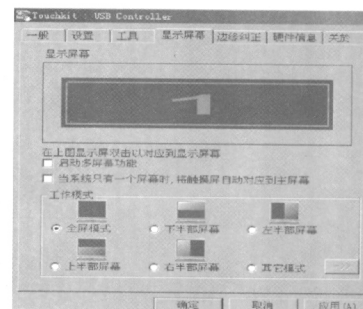 Touchkit : USB Controller
一般 设置 工具 显示屏幕 边缘纠正 硬件信息 关於
显示屏幕
1
在上图显示屏双击以对应到显示屏幕
启动多屏幕功能
当系统只有一个屏幕时,将触摸屏自动对应到主屏幕
工作模式
全屏模式 下半部屏幕 左半部屏幕
上半部屏幕 右半部屏幕 其它模式
确定 取消 应用(A)